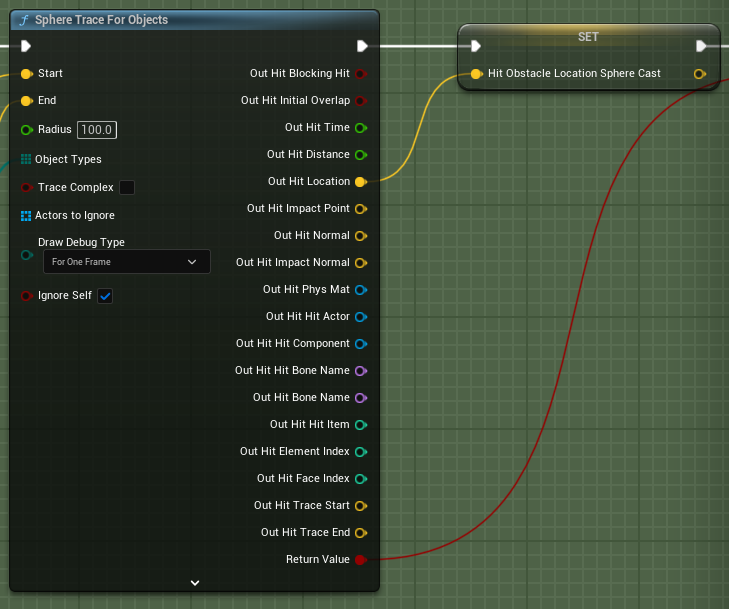 Sphere Trace For Objects
SET
Start
Out Hit Blocking Hit
Hit Obstacle Location Sphere Cast
End
Out Hit Initial Overlap
Radius 100.0
Out Hit Time
Object Types
Out Hit Distance
Trace Complex
Out Hit Location
Actors to Ignore
Out Hit Impact Point
Draw Debug Type
Out Hit Normal
For One Frame
Out Hit Impact Normal
Ignore Self
Out Hit Phys Mat
Out Hit Hit Actor
Out Hit Hit Component
Out Hit Hit Bone Name
Out Hit Bone Name
Out Hit Hit Item
Out Hit Element Index
Out Hit Face Index
Out Hit Trace Start
Out Hit Trace End
Return Value